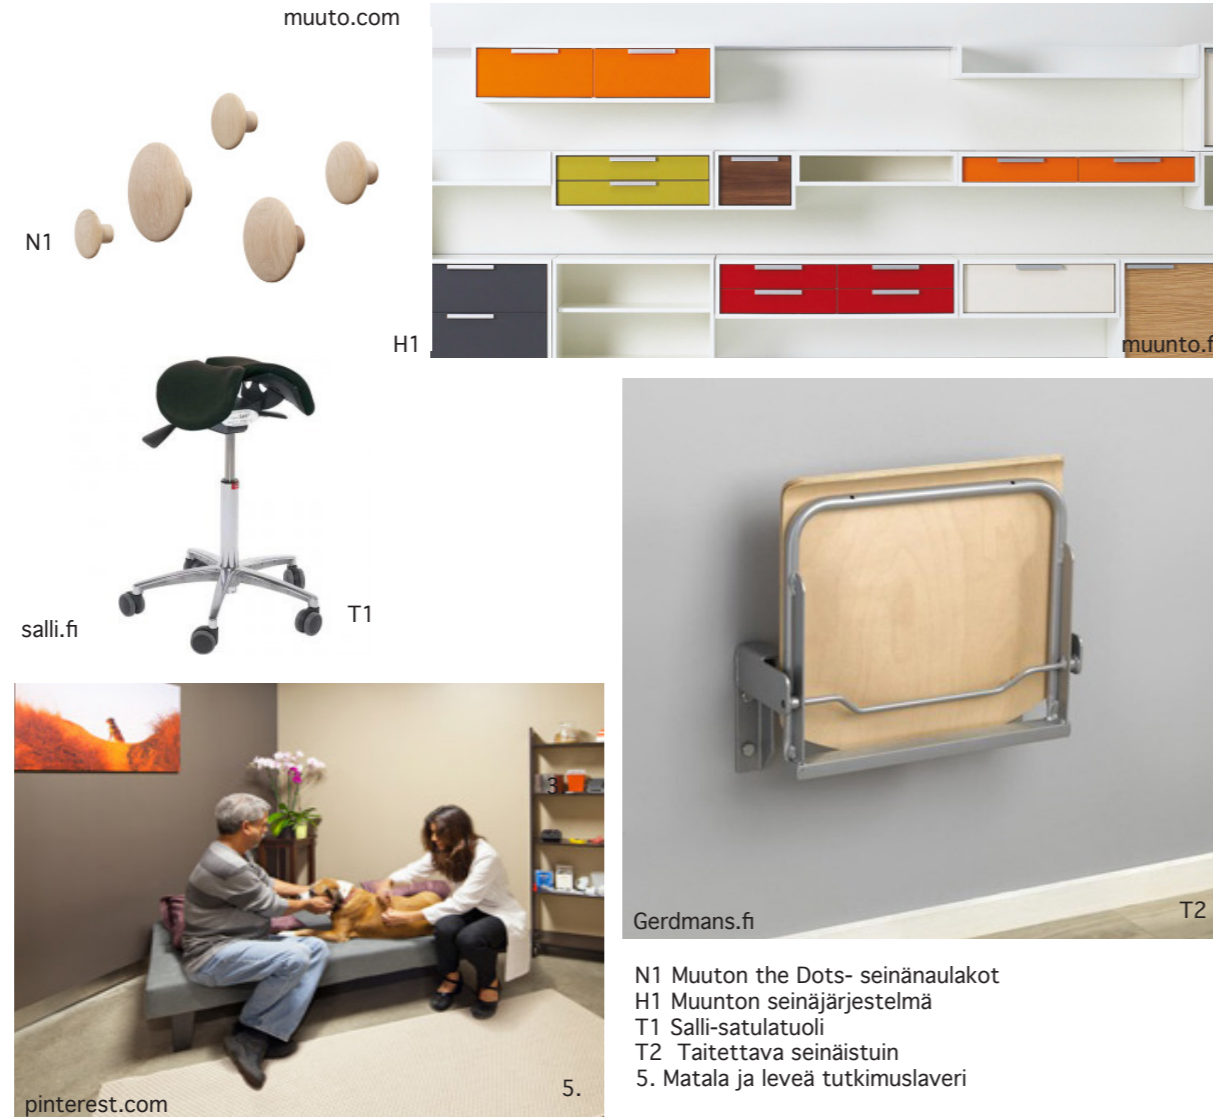 muuto.com
N1
H1
muunto.f
salli.fi
T1
Gerdmans.fi
T2
pinterest.com
5.
N1 Muuton the Dots- seinänaulakot
H1 Muunton seinäjärjestelmä
T1 Salli-satulatuoli
T2 Taitettava seinäistuin
5. Matala ja leveä tutkimuslaveri